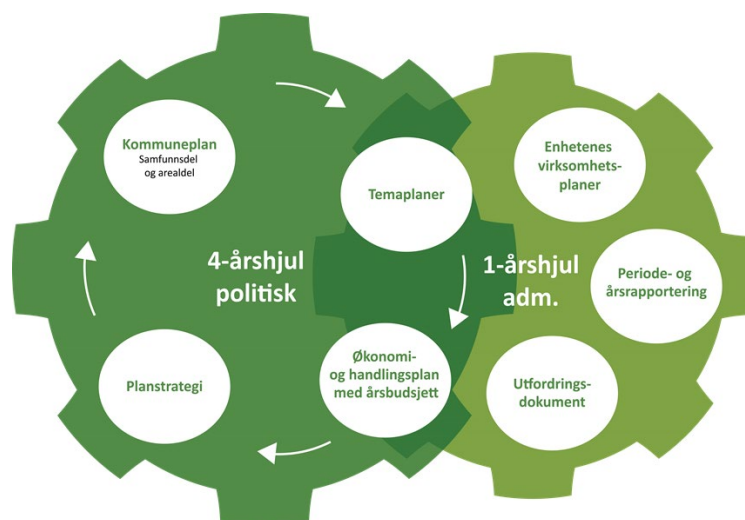 Kommuneplan
Samfunnsdel
og arealdel
Temaplaner
Enhetenes
virksomhets-
planer
4-årshjul
politisk
1-årshjul
adm.
Periode- og
årsrapportering
Planstrategi
Økonomi-
og handlingsplan
med årsbudsjett
Utfordrings-
dokument